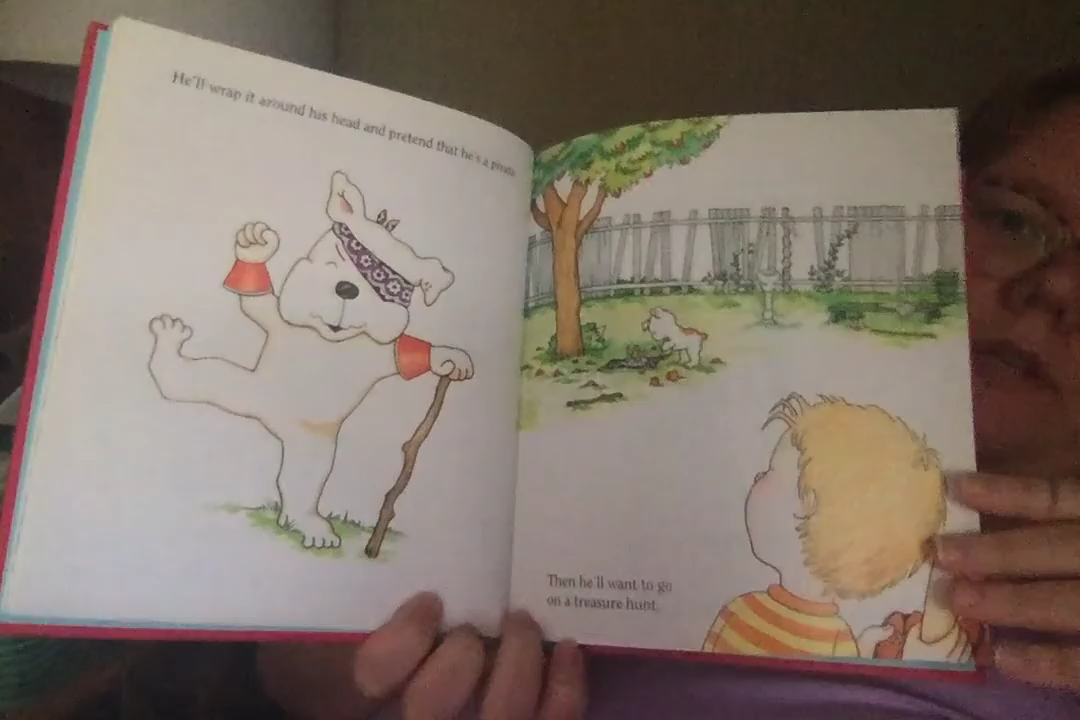 He'll wrap it around his head and pretend that he's a pirate.
Then he'll want to go
on a treasure hunt.